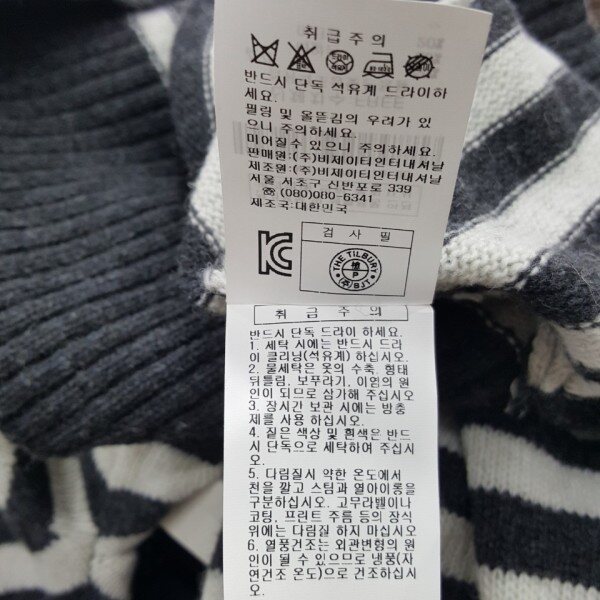 취급주의
반드시 단독 석유계 드라이하
세요.
필링 및 올뜯김의 우려가 있
으니 주의하세요.
미어질수 있으니 주의하세요.
판매원:(주)비제이티인터내셔날
제조원:(주)비제이티인터내셔날
서울 서초구 신반포로 339
☎(080)080-6341
제조국:대한민국
검 사 필
THE TILBURY
P
(주)BJT
취 급 주 의
반드시 단독 드라이 하세요.
1. 세탁 시에는 반드시 드라
이 클리닝(석유계) 하십시오.
2. 물세탁은 옷의 수축, 형태
뒤틀림, 보푸라기, 이염의 원
인이 되므로 삼가해 주십시오
3. 장시간 보관 시에는 방충
제를 사용 하십시오.
4. 짙은 색상 및 흰색은 반드
시 단독으로 세탁하여 주십시
오.
5. 다림질시 약한 온도에서
천을 깔고 스팀과 열아이롱을
구분하십시오. 고무라벨이나
코팅, 프린트 주름 등의 장식
위에는 다림질 하지 마십시오
6. 열풍건조는 외관변형의 원
인이 될 수 있으므로 냉풍(자
연건조 온도)으로 건조하십시
오.